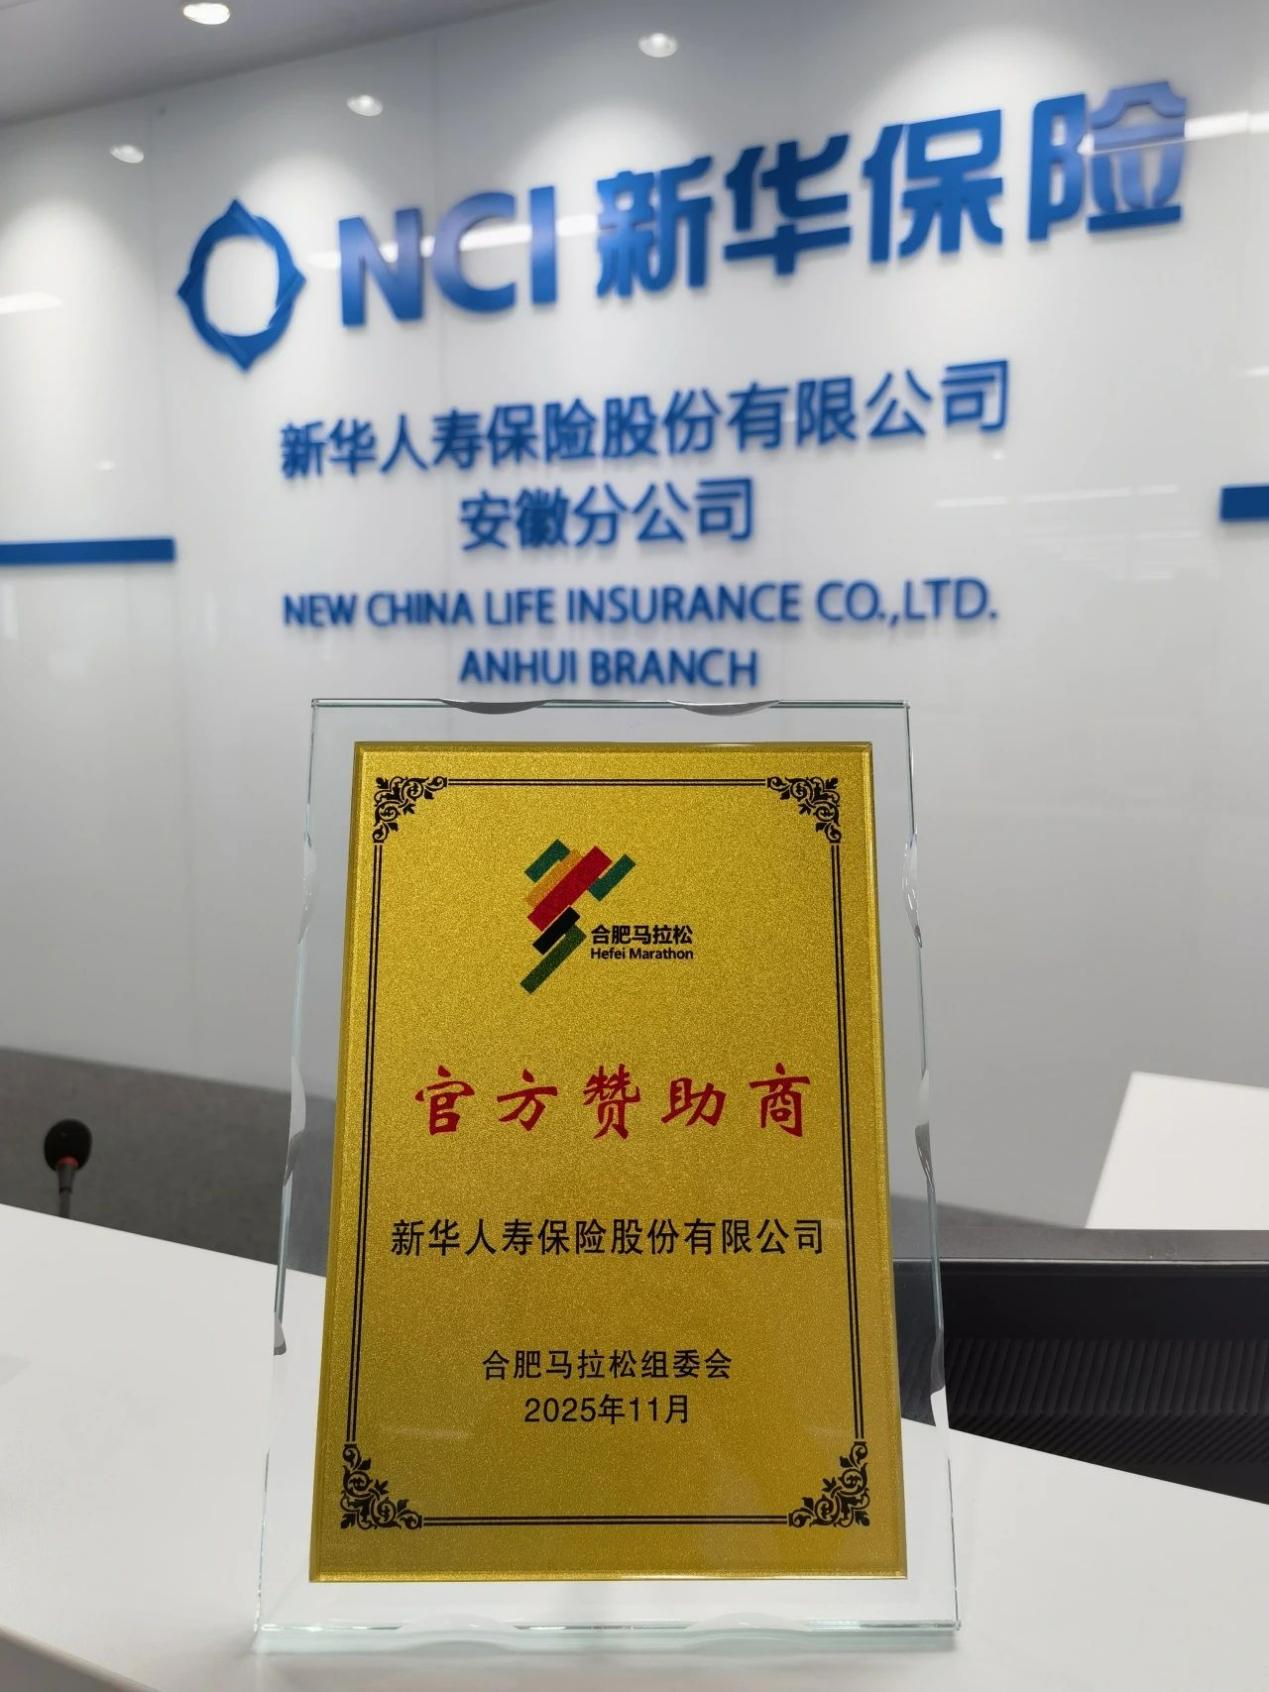 NCI 新华保险
新华人寿保险股份有限公司
安徽分公司
NEW CHINA LIFE INSURANCE CO.,LTD.
ANHUI BRANCH
合肥马拉松
Hefei Marathon
官方赞助商
新华人寿保险股份有限公司
合肥马拉松组委会
2025年11月